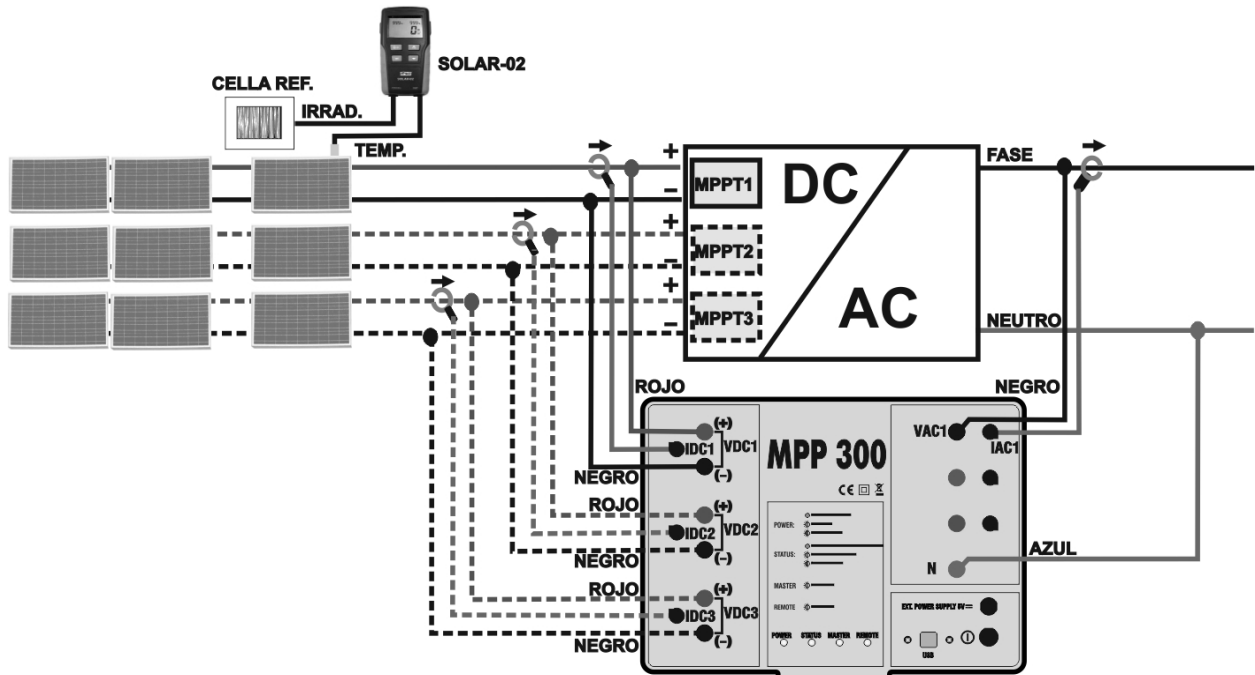 SOLAR-02
CELLA REF.
IRRAD.
TEMP.
+
MPPT1
DC
FASE
−
+
MPPT2
−
+
MPPT3
AC
NEUTRO
−
ROJO
NEGRO
(+)
IDC1
VDC1
(−)
NEGRO
MPP 300
CE
VAC1
IAC1
ROJO
(+)
IDC2
VDC2
(−)
NEGRO
POWER:
STATUS:
MASTER
REMOTE
N
AZUL
ROJO
(+)
IDC3
VDC3
(−)
NEGRO
POWER STATUS MASTER REMOTE
EXT. POWER SUPPLY 5V
USB